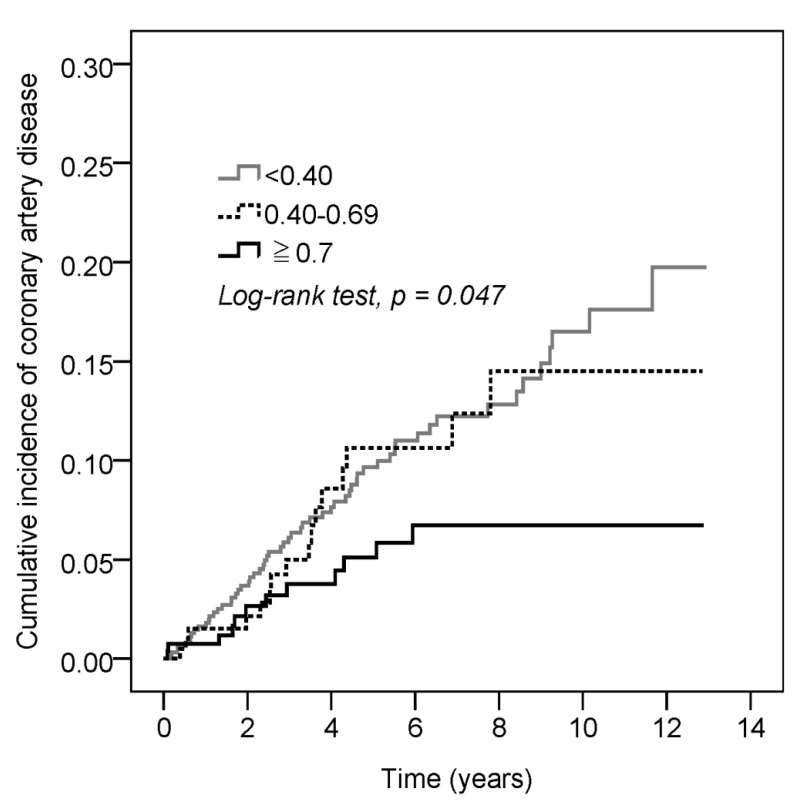 Cumulative incidence of coronary artery disease
0.30
0.25
0.20
0.15
0.10
0.05
0.00
<0.40
0.40-0.69
≧0.7
Log-rank test, p = 0.047
0 2 4 6 8 10 12 14
Time (years)